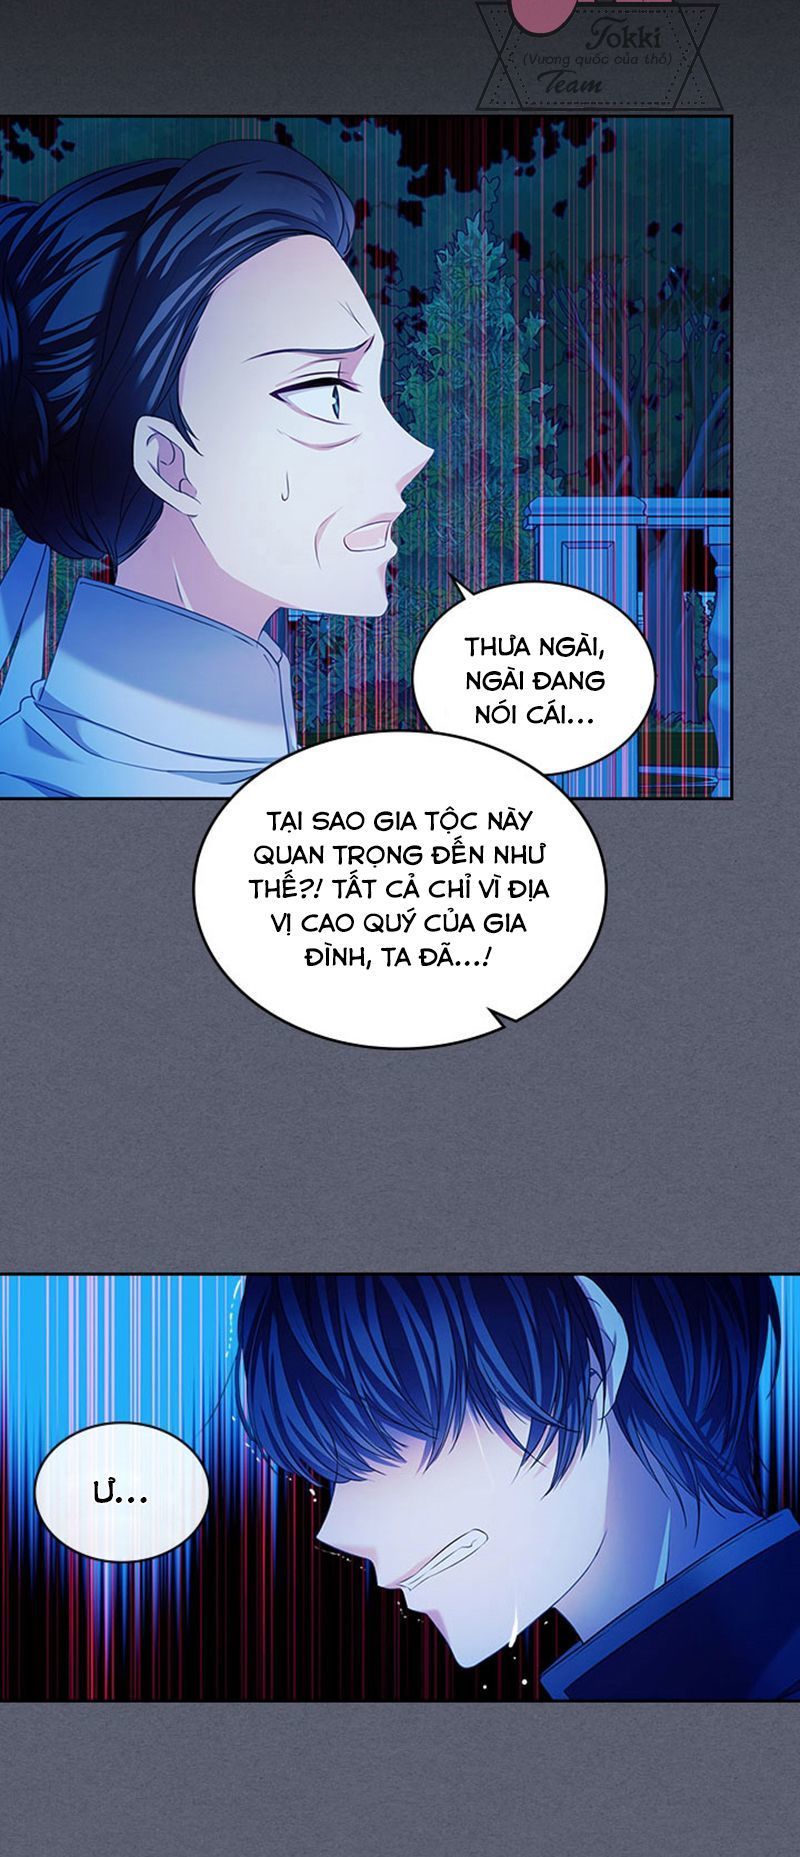 Tokki
(Vương quốc của thỏ)
Team
THƯA NGÀI,
NGÀI ĐANG
NÓI CÁI...
TẠI SAO GIA TỘC NÀY
QUAN TRỌNG ĐẾN NHƯ
THẾ?! TẤT CẢ CHỈ VÌ ĐỊA
VỊ CAO QUÝ CỦA GIA
ĐÌNH, TA ĐÃ...!
Ư...